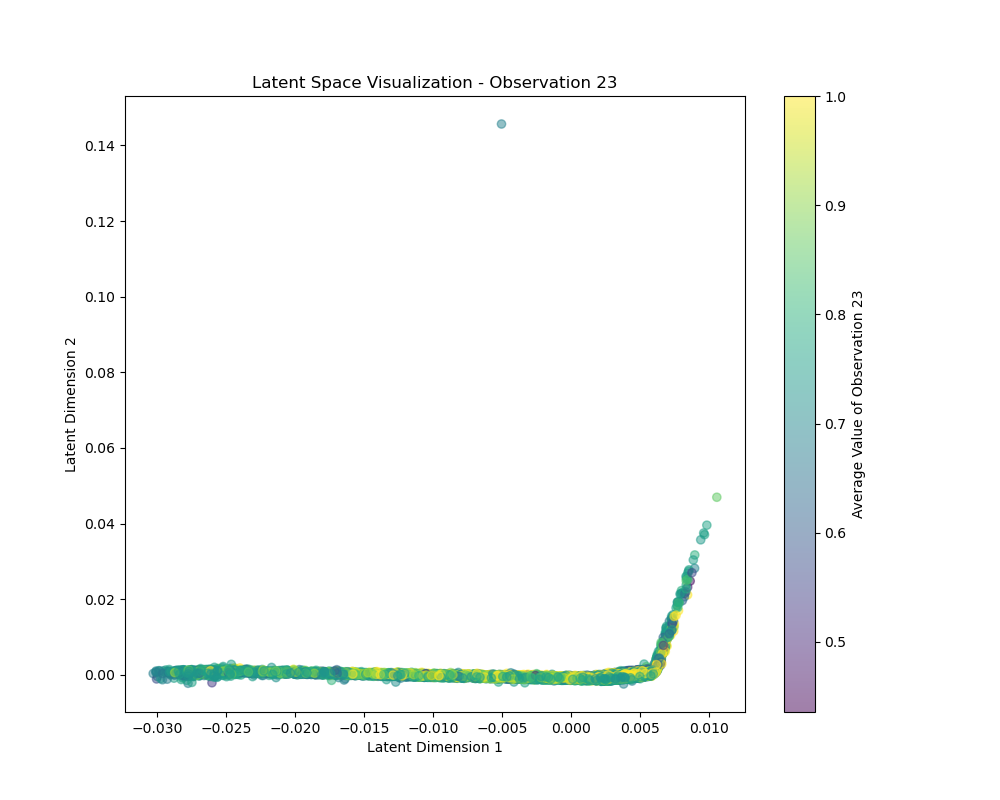 Latent Space Visualization - Observation 23
0.14
0.12
0.10
0.08
0.06
0.04
0.02
0.00
Latent Dimension 2
−0.030 −0.025 −0.020 −0.015 −0.010 −0.005 0.000 0.005 0.010
Latent Dimension 1
1.0
0.9
0.8
0.7
0.6
0.5
Average Value of Observation 23